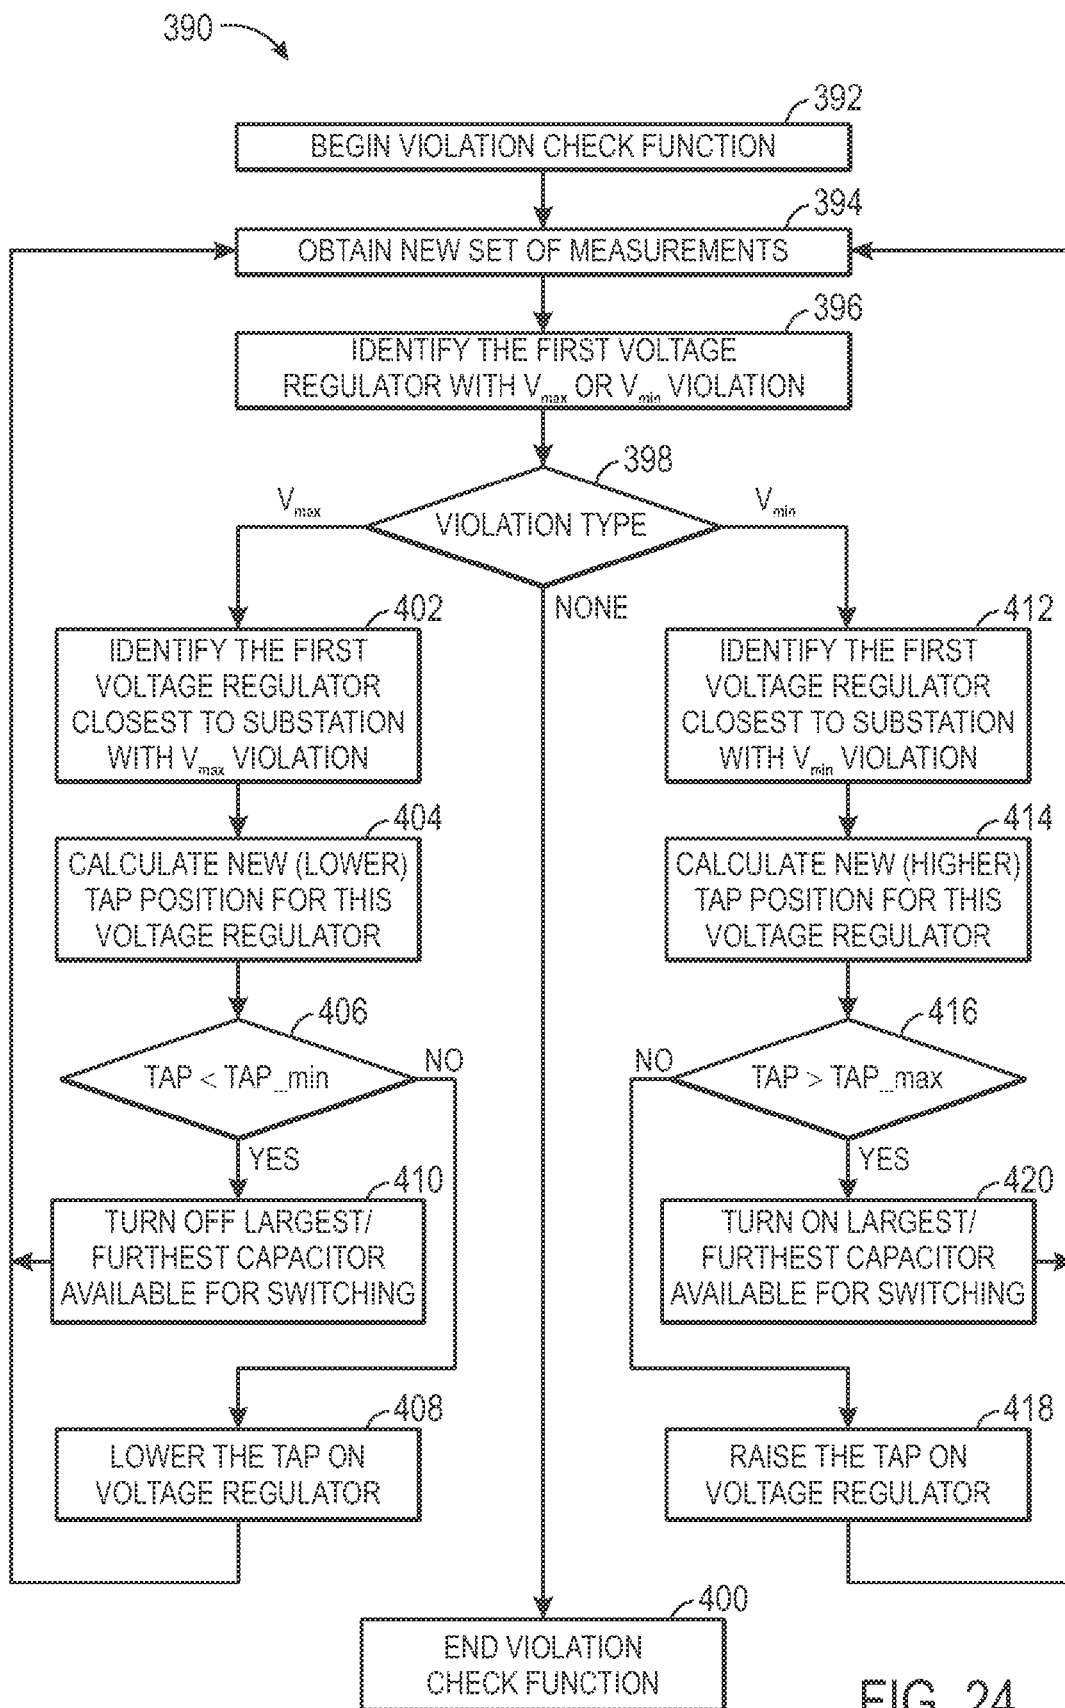 390
392
BEGIN VIOLATION CHECK FUNCTION
394
OBTAIN NEW SET OF MEASUREMENTS
396
IDENTIFY THE FIRST VOLTAGE
REGULATOR WITH Vmax OR Vmin VIOLATION
398
VIOLATION TYPE
Vmax
Vmin
NONE
402
IDENTIFY THE FIRST
VOLTAGE REGULATOR
CLOSEST TO SUBSTATION
WITH Vmax VIOLATION
412
IDENTIFY THE FIRST
VOLTAGE REGULATOR
CLOSEST TO SUBSTATION
WITH Vmin VIOLATION
404
CALCULATE NEW (LOWER)
TAP POSITION FOR THIS
VOLTAGE REGULATOR
414
CALCULATE NEW (HIGHER)
TAP POSITION FOR THIS
VOLTAGE REGULATOR
406
TAP < TAP_min
NO
YES
416
TAP > TAP_max
NO
YES
410
TURN OFF LARGEST/
FURTHEST CAPACITOR
AVAILABLE FOR SWITCHING
420
TURN ON LARGEST/
FURTHEST CAPACITOR
AVAILABLE FOR SWITCHING
408
LOWER THE TAP ON
VOLTAGE REGULATOR
418
RAISE THE TAP ON
VOLTAGE REGULATOR
400
END VIOLATION
CHECK FUNCTION
FIG. 24